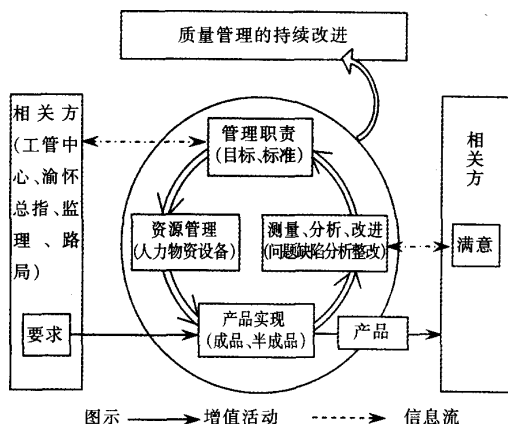 质量管理的持续改进
相关方
(工管中
心、渝怀
总指、监
理、路
局)
要求
管理职责
(目标、标准)
资源管理
(人力物资设备)
测量、分析、改进
(问题缺陷分析整改)
产品实现
(成品、半成品)
产品
相
关
方
满意
图示
增值活动
信息流